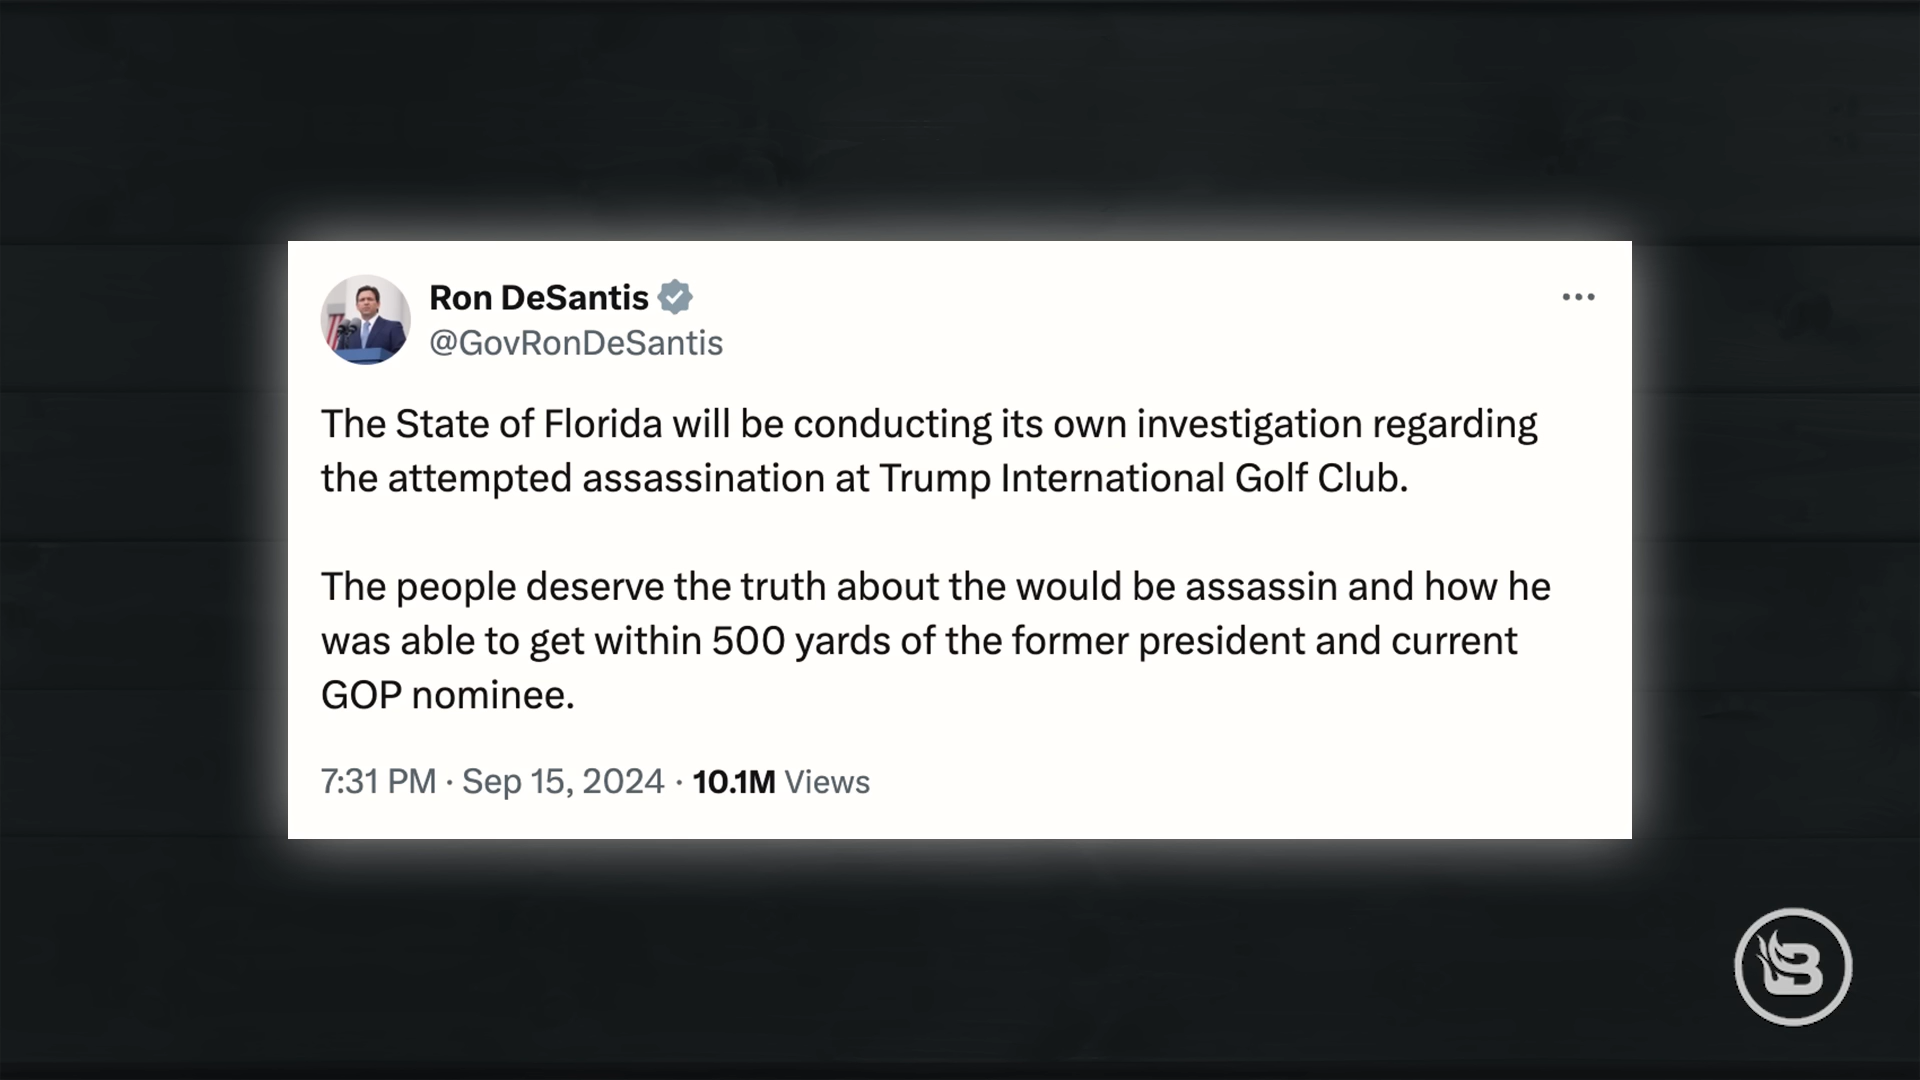 Ron DeSantis
@GovRonDeSantis
The State of Florida will be conducting its own investigation regarding
the attempted assassination at Trump International Golf Club.
The people deserve the truth about the would be assassin and how he
was able to get within 500 yards of the former president and current
GOP nominee.
7:31 PM · Sep 15, 2024 · 10.1M Views
B